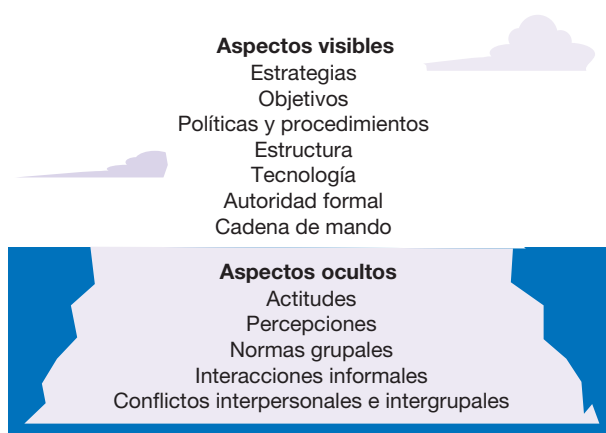 Aspectos visibles
Estrategias
Objetivos
Políticas y procedimientos
Estructura
Tecnología
Autoridad formal
Cadena de mando
Aspectos ocultos
Actitudes
Percepciones
Normas grupales
Interacciones informales
Conflictos interpersonales e intergrupales